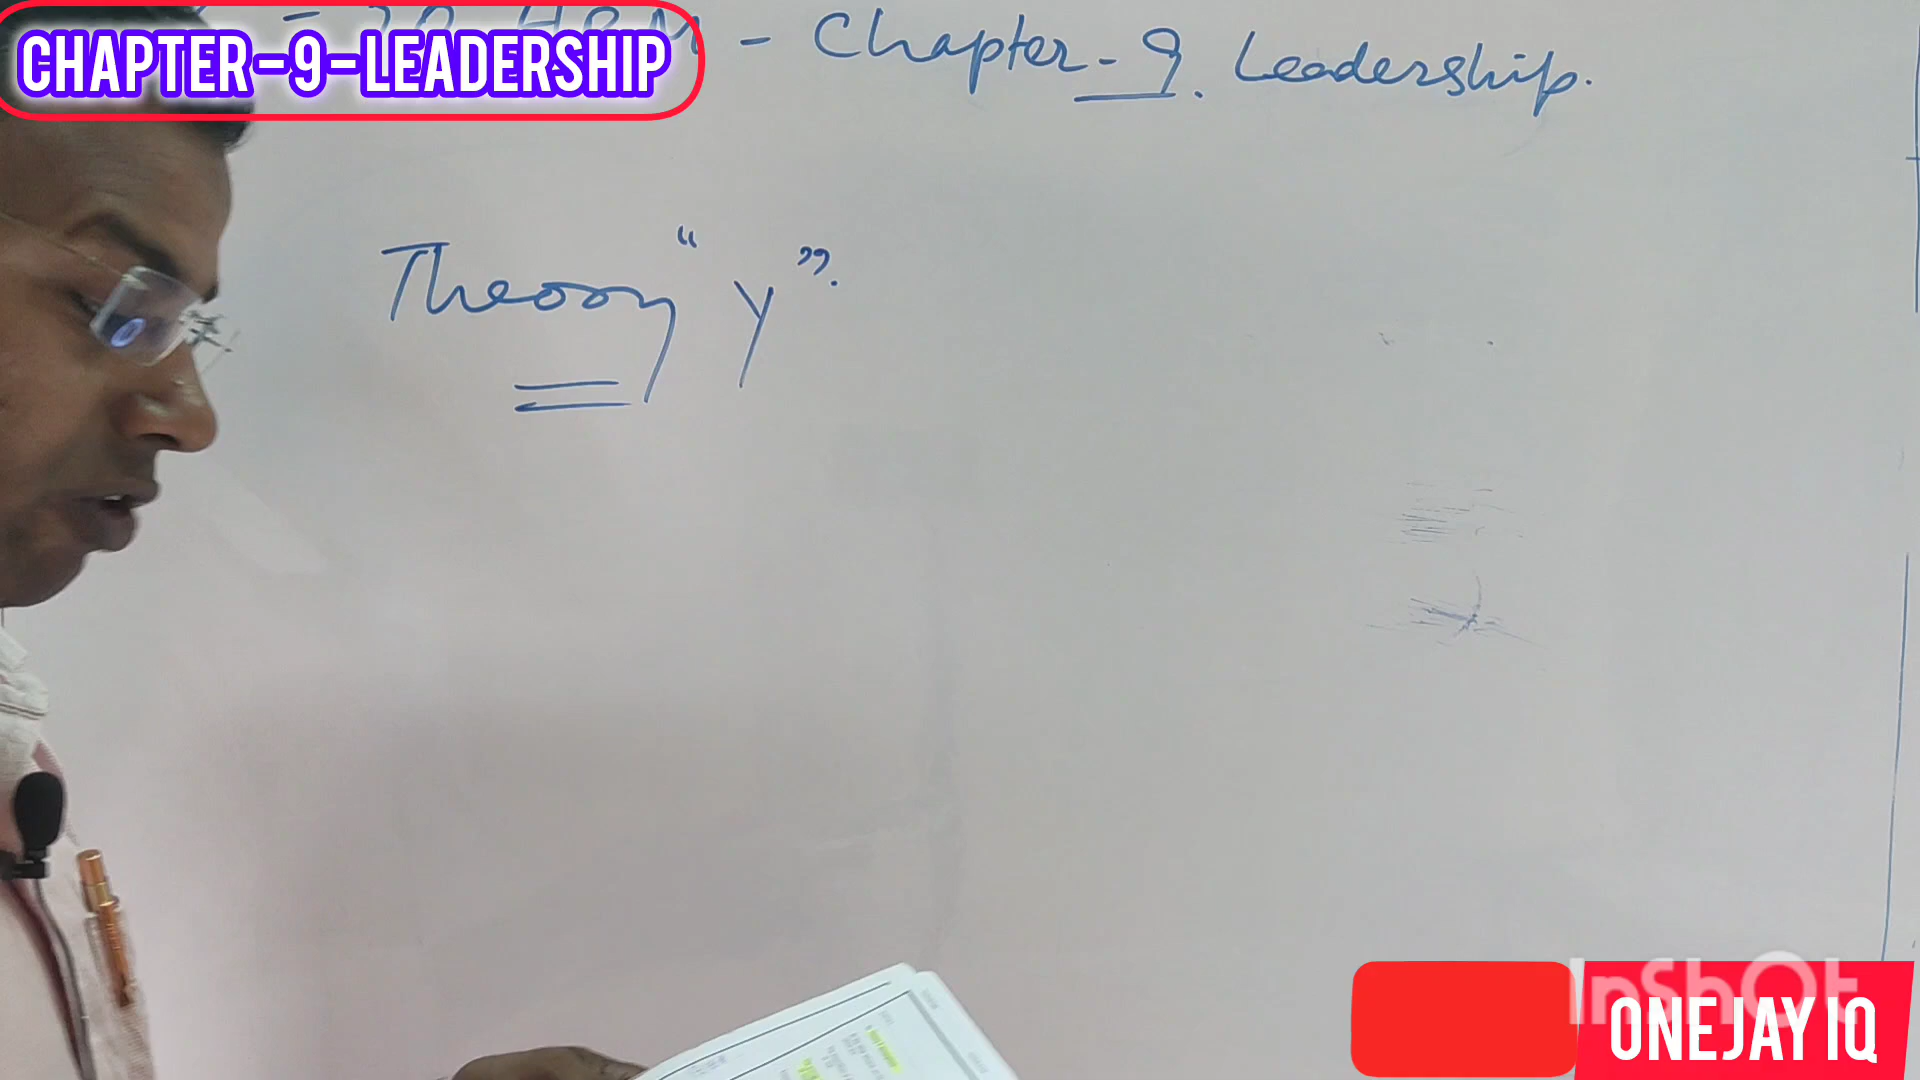 CHAPTER-9-LEADERSHIP
- Chapter-9. Leadership.
Theory "Y".
InShOt
ONEJAY IQ